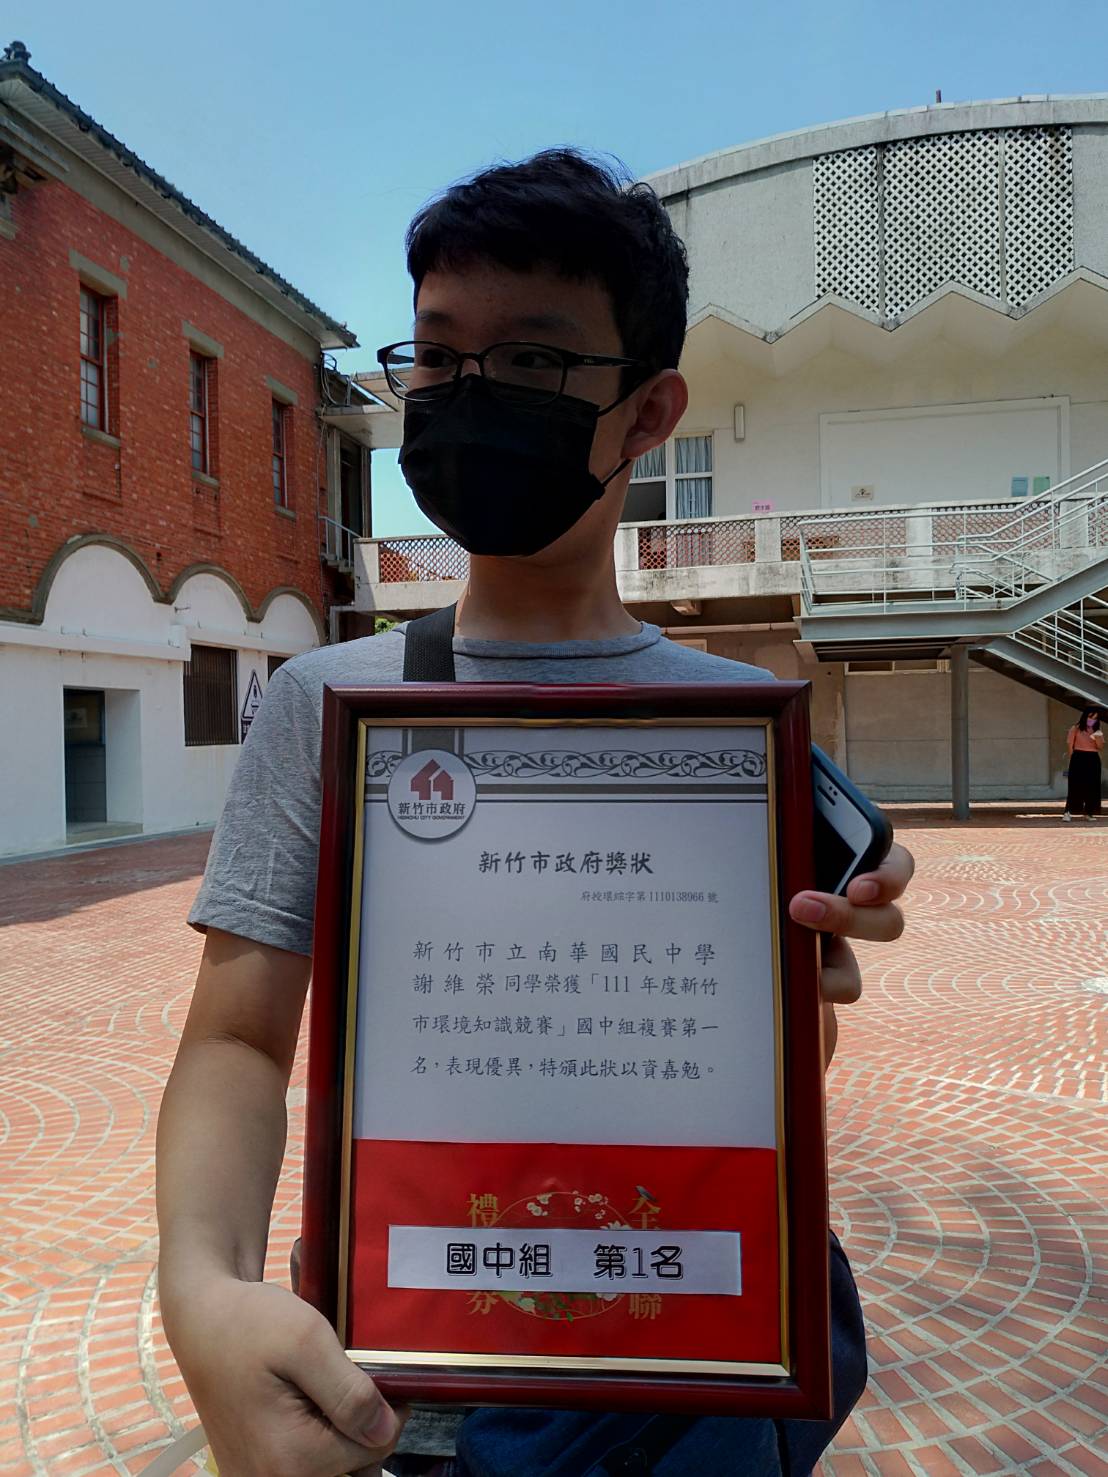 新竹市政府
HSINCHU CITY GOVERNMENT
新竹市政府獎狀
府授環綜字第1110138966號
新竹市立南華國民中學
謝維榮同學榮獲「111年度新竹
市環境知識競賽」國中組複賽第一
名，表現優異，特頒此狀以資嘉勉。
禮 全
國中組 第1名
券 聯